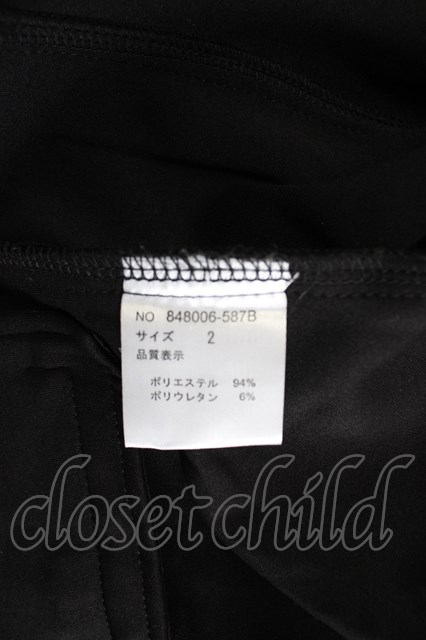 NO 848006-587B
サイズ 2
品質表示
ポリエステル 94%
ポリウレタン 6%
closet child